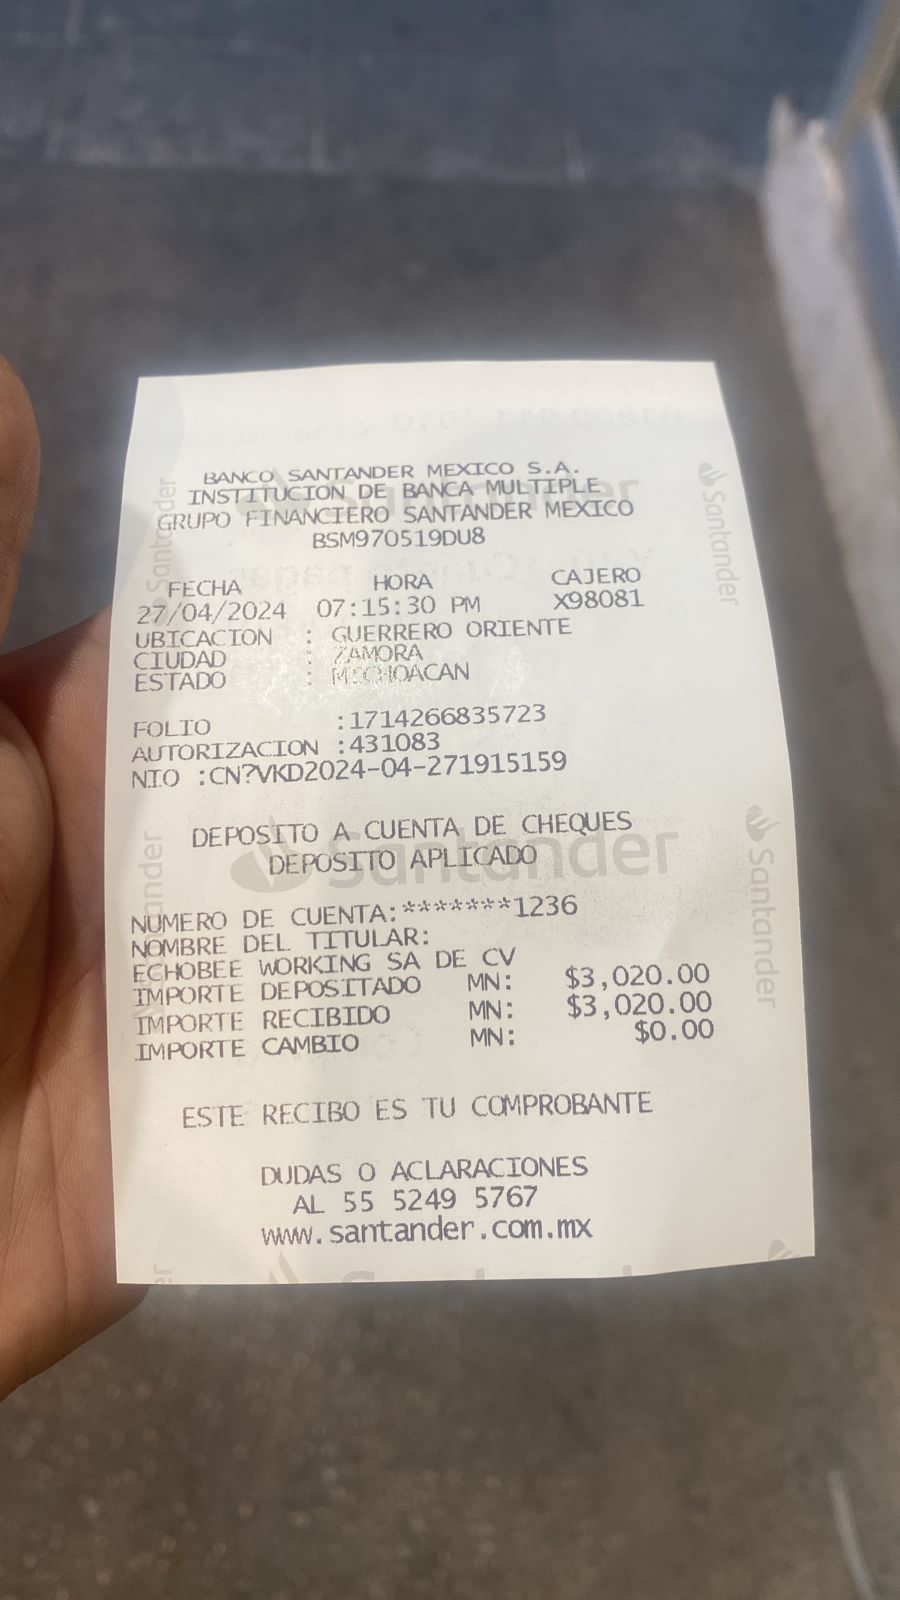 BANCO SANTANDER MEXICO S.A.
INSTITUCION DE BANCA MULTIPLE
GRUPO FINANCIERO SANTANDER MEXICO
BSM970519DU8
FECHA HORA CAJERO
27/04/2024 07:15:30 PM X98081
UBICACION : GUERRERO ORIENTE
CIUDAD : ZAMORA
ESTADO : MICHOACAN
FOLIO :1714266835723
AUTORIZACION :431083
NIO :CN?VKD2024-04-271915159
DEPOSITO A CUENTA DE CHEQUES
DEPOSITO APLICADO
NUMERO DE CUENTA:*******1236
NOMBRE DEL TITULAR:
ECHOBEE WORKING SA DE CV
IMPORTE DEPOSITADO MN: $3,020.00
IMPORTE RECIBIDO MN: $3,020.00
IMPORTE CAMBIO MN: $0.00
ESTE RECIBO ES TU COMPROBANTE
DUDAS O ACLARACIONES
AL 55 5249 5767
www.santander.com.mx
Santander
Santander
Santander